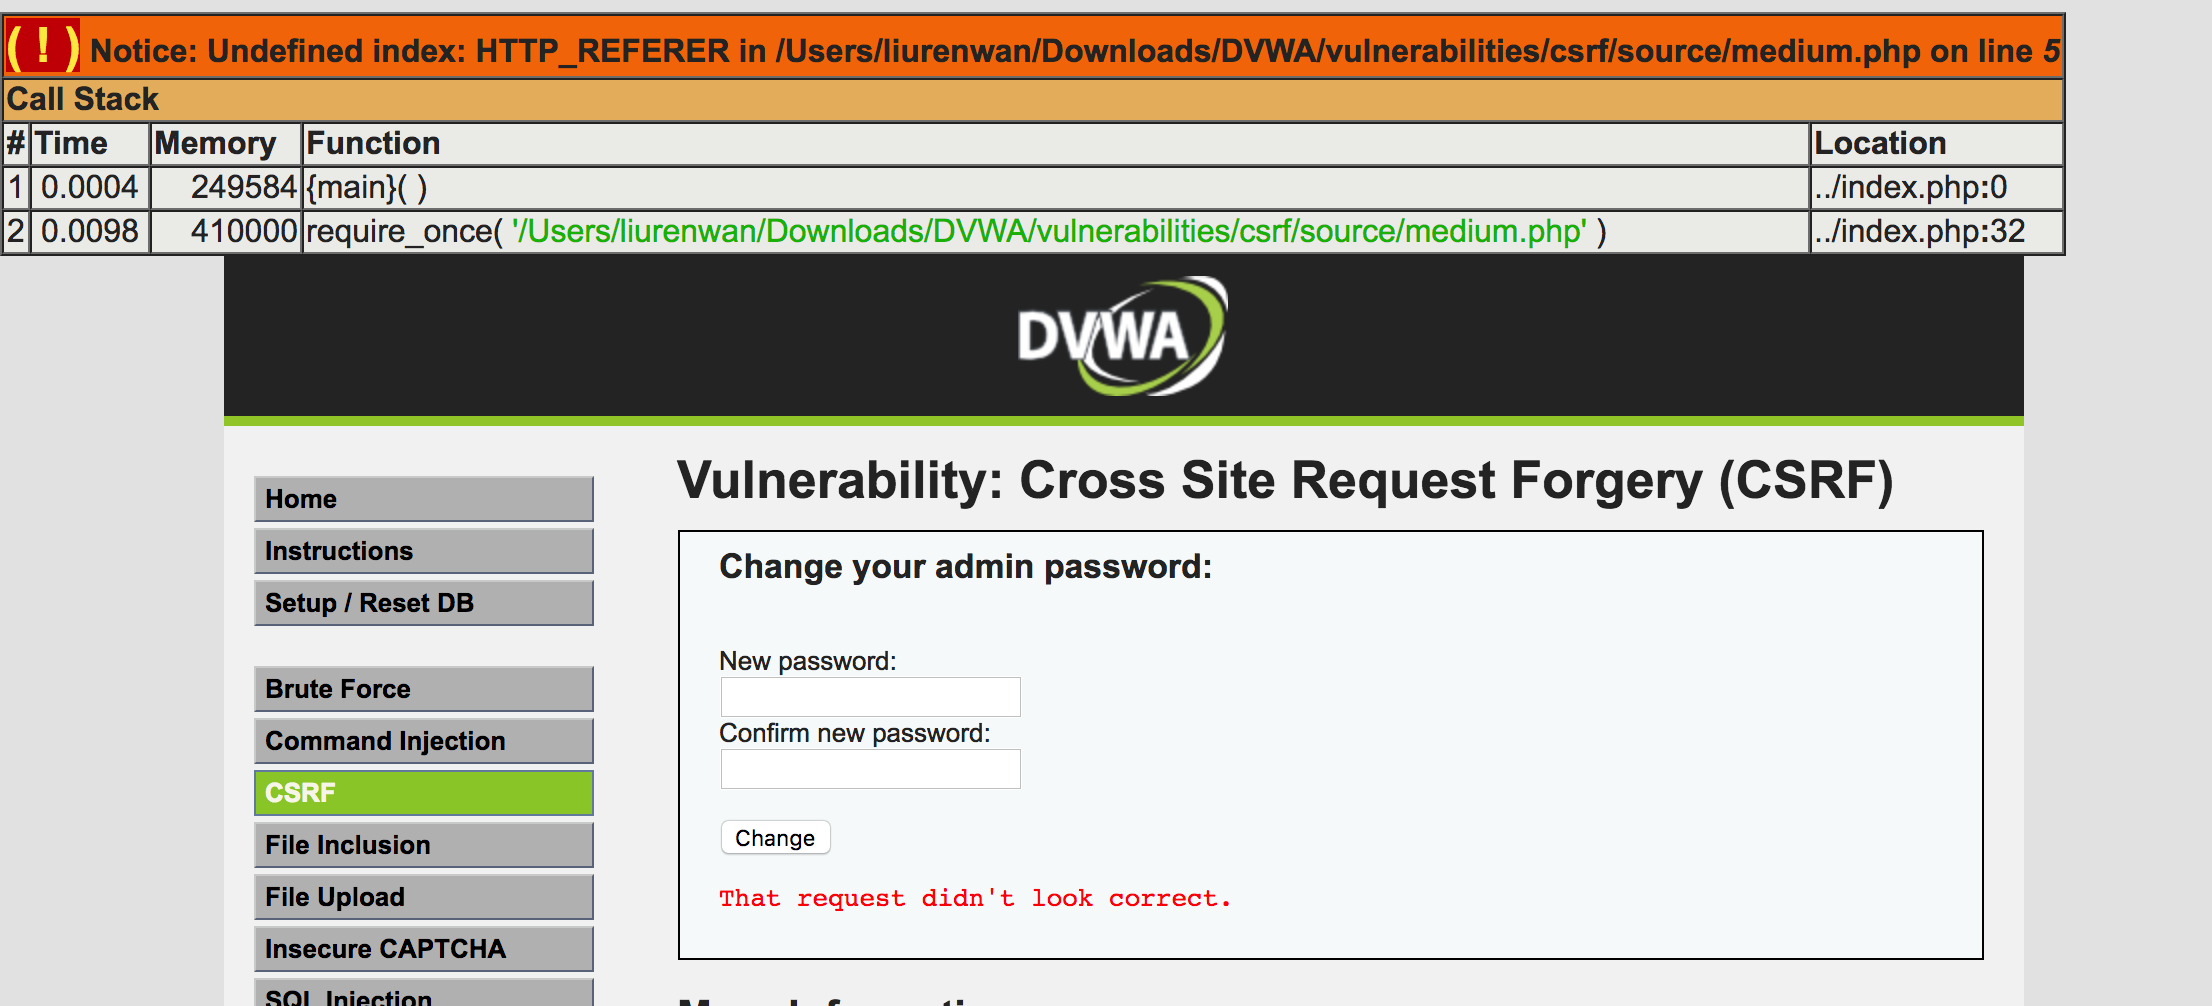 ( ! ) Notice: Undefined index: HTTP_REFERER in /Users/liurenwan/Downloads/DVWA/vulnerabilities/csrf/source/medium.php on line 5
Call Stack
# Time Memory Function Location
1 0.0004 249584 {main}( ) ../index.php:0
2 0.0098 410000 require_once( '/Users/liurenwan/Downloads/DVWA/vulnerabilities/csrf/source/medium.php' ) ../index.php:32
DVWA
Home
Instructions
Setup / Reset DB
Brute Force
Command Injection
CSRF
File Inclusion
File Upload
Insecure CAPTCHA
SQL Injection
Vulnerability: Cross Site Request Forgery (CSRF)
Change your admin password:
New password:
Confirm new password:
Change
That request didn't look correct.